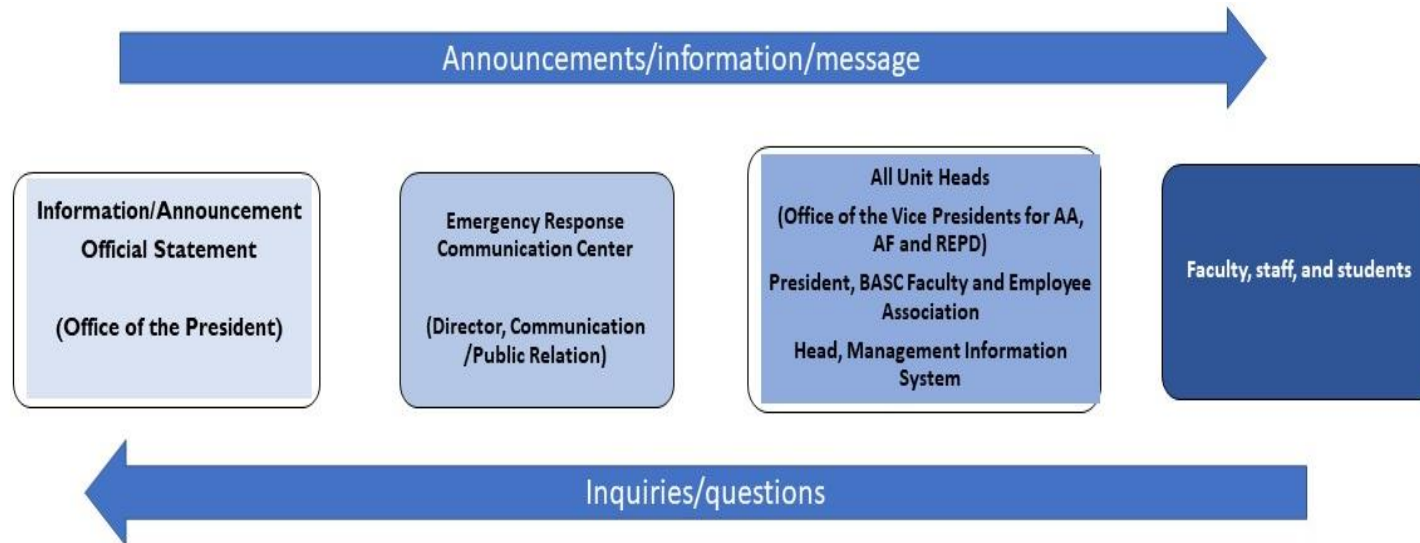 Announcements/information/message
Information/Announcement
Official Statement
(Office of the President)
Emergency Response
Communication Center
(Director, Communication
/Public Relation)
All Unit Heads
(Office of the Vice Presidents for AA,
AF and REPD)
President, BASC Faculty and Employee
Association
Head, Management Information
System
Faculty, staff, and students
Inquiries/questions